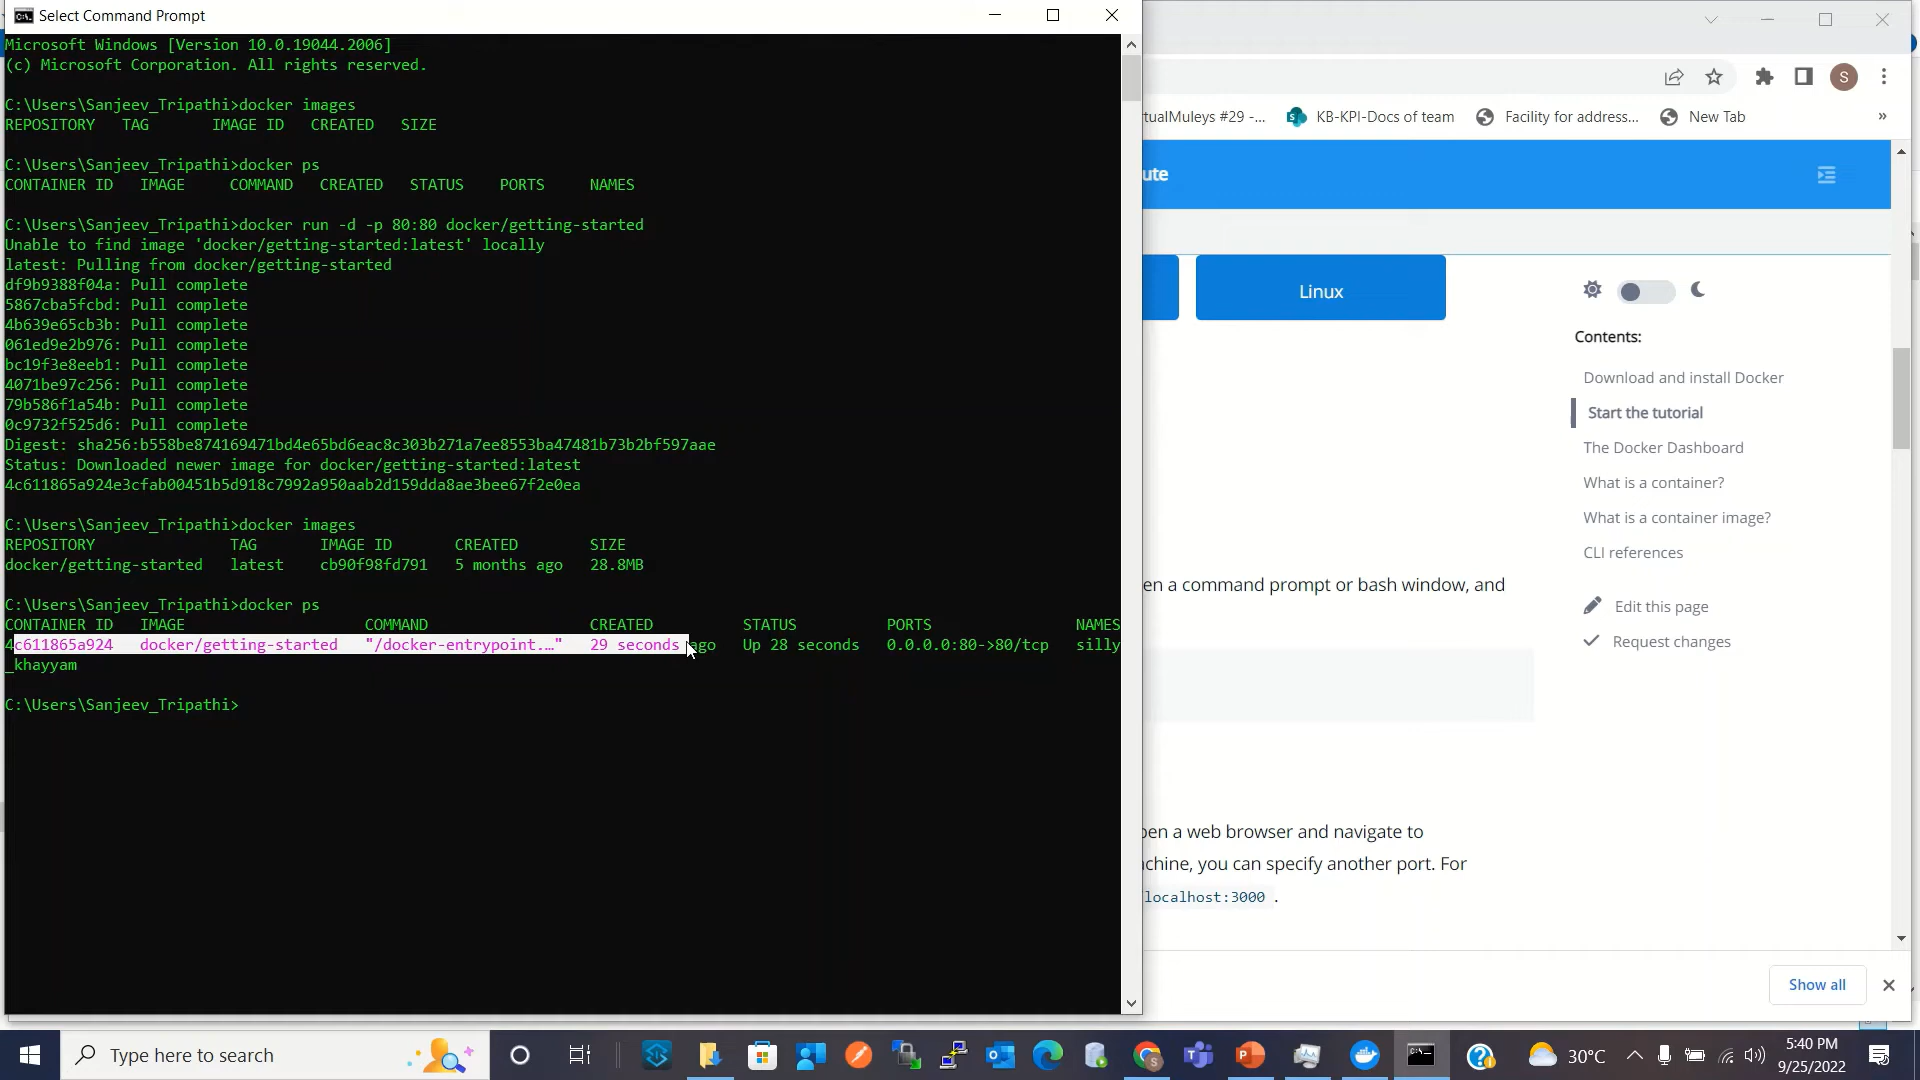 Select Command Prompt
Microsoft Windows [Version 10.0.19044.2006]
(c) Microsoft Corporation. All rights reserved.
C:\Users\Sanjeev_Tripathi>docker images
REPOSITORY   TAG       IMAGE ID   CREATED   SIZE
C:\Users\Sanjeev_Tripathi>docker ps
CONTAINER ID   IMAGE     COMMAND   CREATED   STATUS    PORTS     NAMES
C:\Users\Sanjeev_Tripathi>docker run -d -p 80:80 docker/getting-started
Unable to find image 'docker/getting-started:latest' locally
latest: Pulling from docker/getting-started
df9b9388f04a: Pull complete
5867cba5fcbd: Pull complete
4b639e65cb3b: Pull complete
061ed9e2b976: Pull complete
bc19f3e8eeb1: Pull complete
4071be97c256: Pull complete
79b586f1a54b: Pull complete
0c9732f525d6: Pull complete
Digest: sha256:b558be874169471bd4e65bd6eac8c303b271a7ee8553ba47481b73b2bf597aae
Status: Downloaded newer image for docker/getting-started:latest
4c611865a924e3cfab00451b5d918c7992a950aab2d159dda8ae3bee67f2e0ea
C:\Users\Sanjeev_Tripathi>docker images
REPOSITORY               TAG       IMAGE ID       CREATED        SIZE
docker/getting-started   latest    cb90f98fd791   5 months ago   28.8MB
C:\Users\Sanjeev_Tripathi>docker ps
CONTAINER ID   IMAGE                    COMMAND                  CREATED          STATUS          PORTS                NAMES
4c611865a924   docker/getting-started   "/docker-entrypoint.…"   29 seconds ago   Up 28 seconds   0.0.0.0:80->80/tcp   silly
_khayyam
C:\Users\Sanjeev_Tripathi>
S
tualMuleys #29 -...
KB-KPI-Docs of team
Facility for address...
New Tab
»
ute
Linux
Contents:
Download and install Docker
Start the tutorial
The Docker Dashboard
What is a container?
What is a container image?
CLI references
Edit this page
Request changes
en a command prompt or bash window, and
pen a web browser and navigate to
achine, you can specify another port. For
localhost:3000 .
Show all
Type here to search
30°C
5:40 PM
9/25/2022